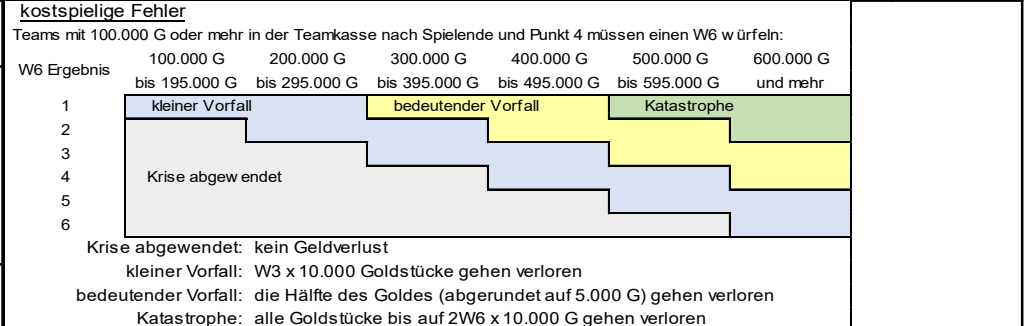 kostspielige Fehler
Teams mit 100.000 G oder mehr in der Teamkasse nach Spielende und Punkt 4 müssen einen W6 würfeln:
W6 Ergebnis
100.000 G 200.000 G 300.000 G 400.000 G 500.000 G 600.000 G
bis 195.000 G bis 295.000 G bis 395.000 G bis 495.000 G bis 595.000 G und mehr
1 kleiner Vorfall bedeutender Vorfall Katastrophe
2
3
4 Krise abgewendet
5
6
Krise abgewendet: kein Geldverlust
kleiner Vorfall: W3 x 10.000 Goldstücke gehen verloren
bedeutender Vorfall: die Hälfte des Goldes (abgerundet auf 5.000 G) gehen verloren
Katastrophe: alle Goldstücke bis auf 2W6 x 10.000 G gehen verloren